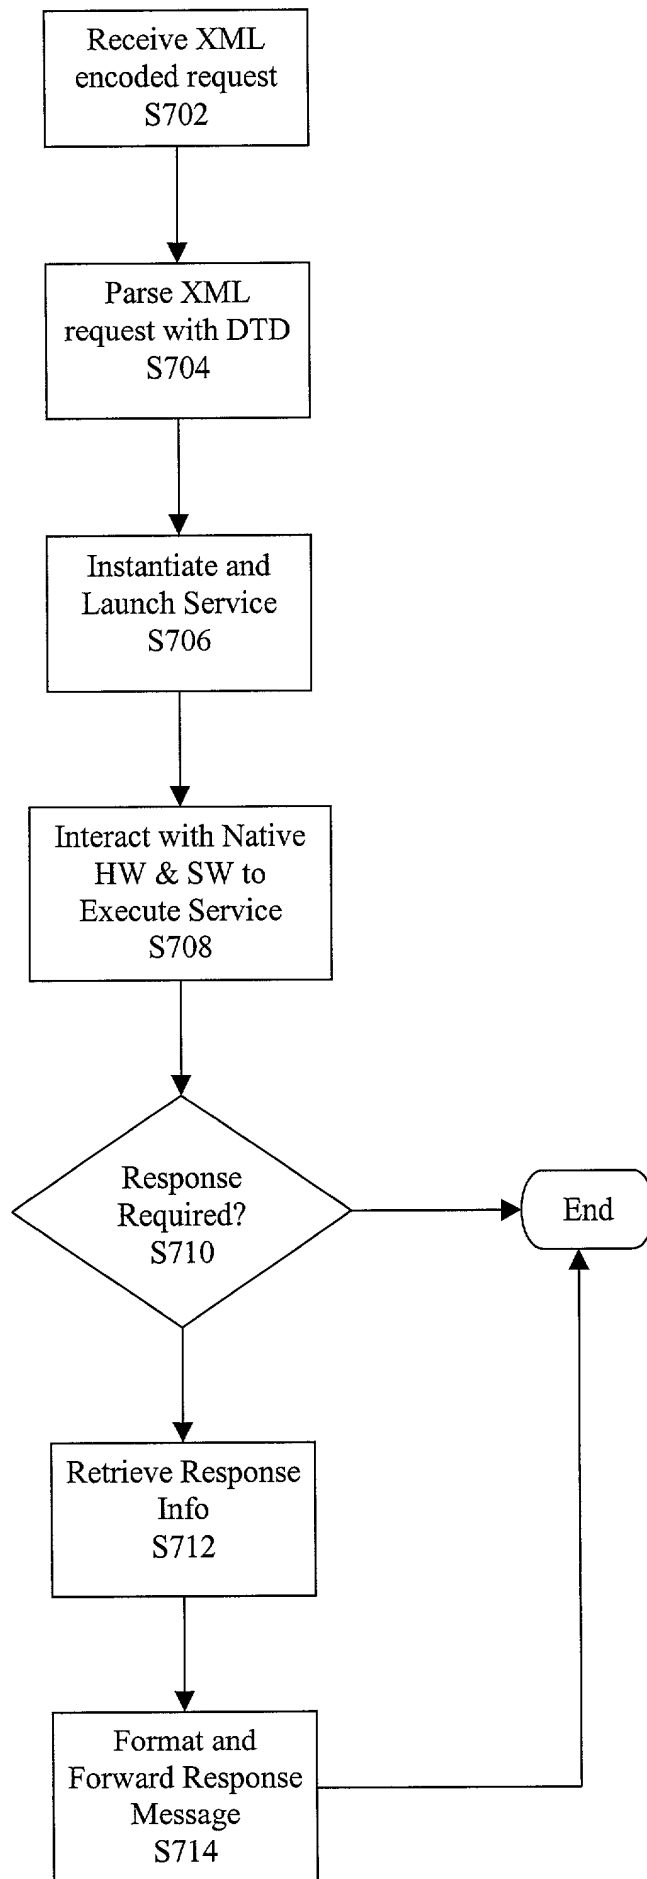 Receive XML
encoded request
S702
Parse XML
request with DTD
S704
Instantiate and
Launch Service
S706
Interact with Native
HW & SW to
Execute Service
S708
Response
Required?
S710
End
Retrieve Response
Info
S712
Format and
Forward Response
Message
S714